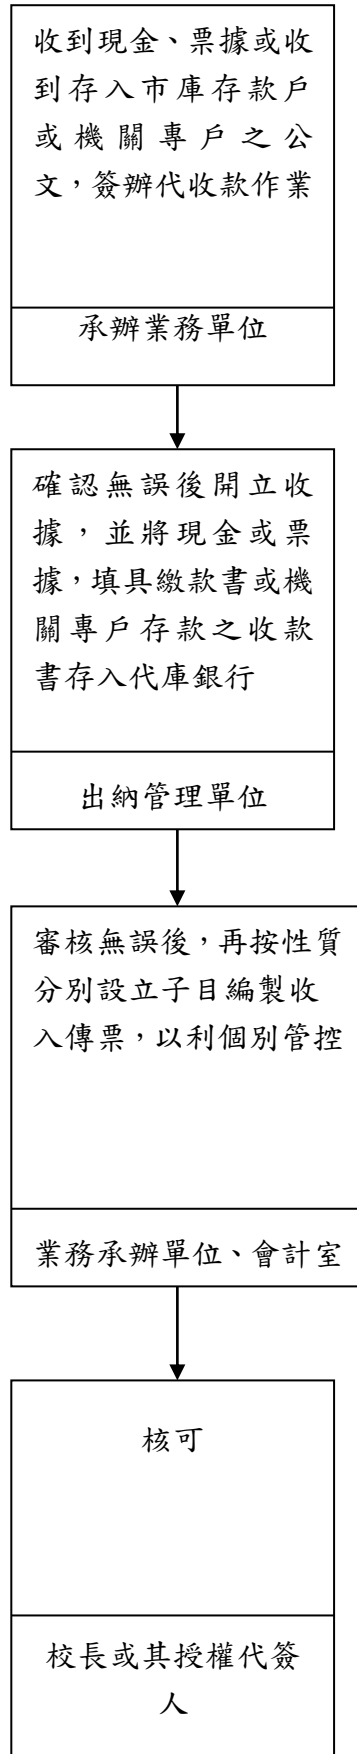 收到現金、票據或收
到存入市庫存款戶
或機關專戶之公
文，簽辦代收款作業
承辦業務單位
確認無誤後開立收
據，並將現金或票
據，填具繳款書或機
關專戶存款之收款
書存入代庫銀行
出納管理單位
審核無誤後，再按性質
分別設立子目編製收
入傳票，以利個別管控
業務承辦單位、會計室
核可
校長或其授權代簽
人